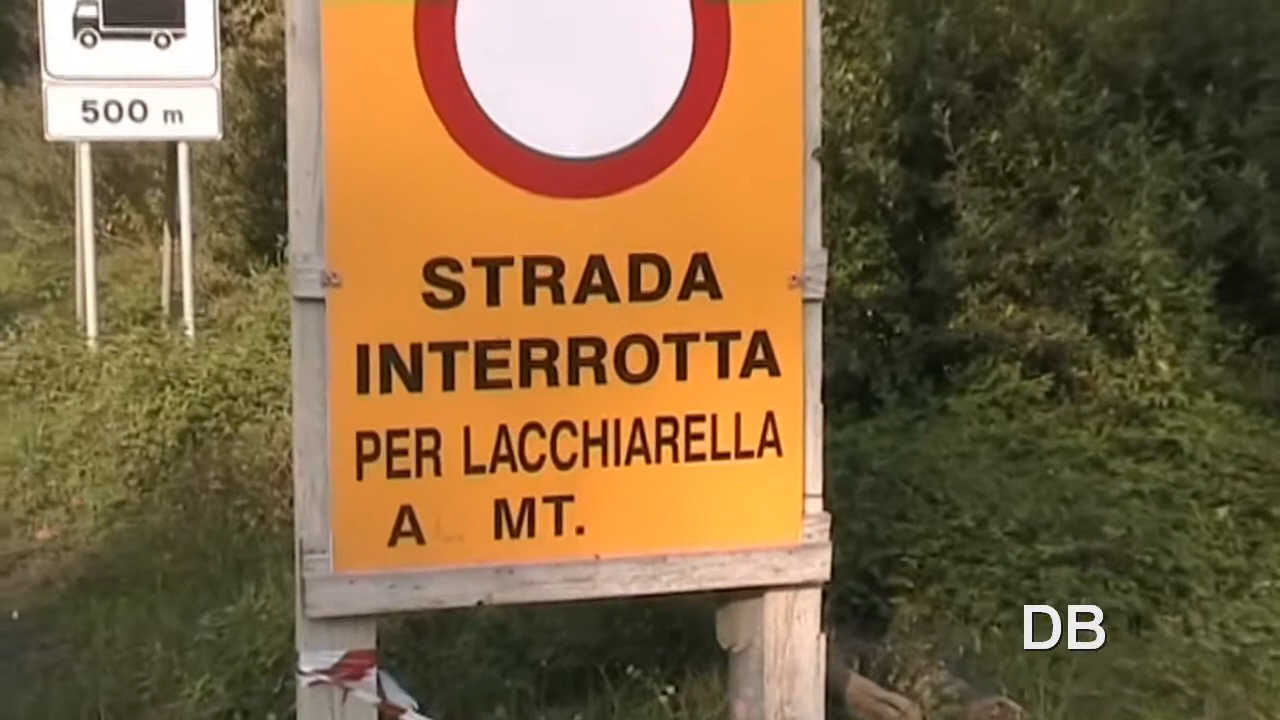 500 m
STRADA
INTERROTTA
PER LACCHIARELLA
A MT.
DB